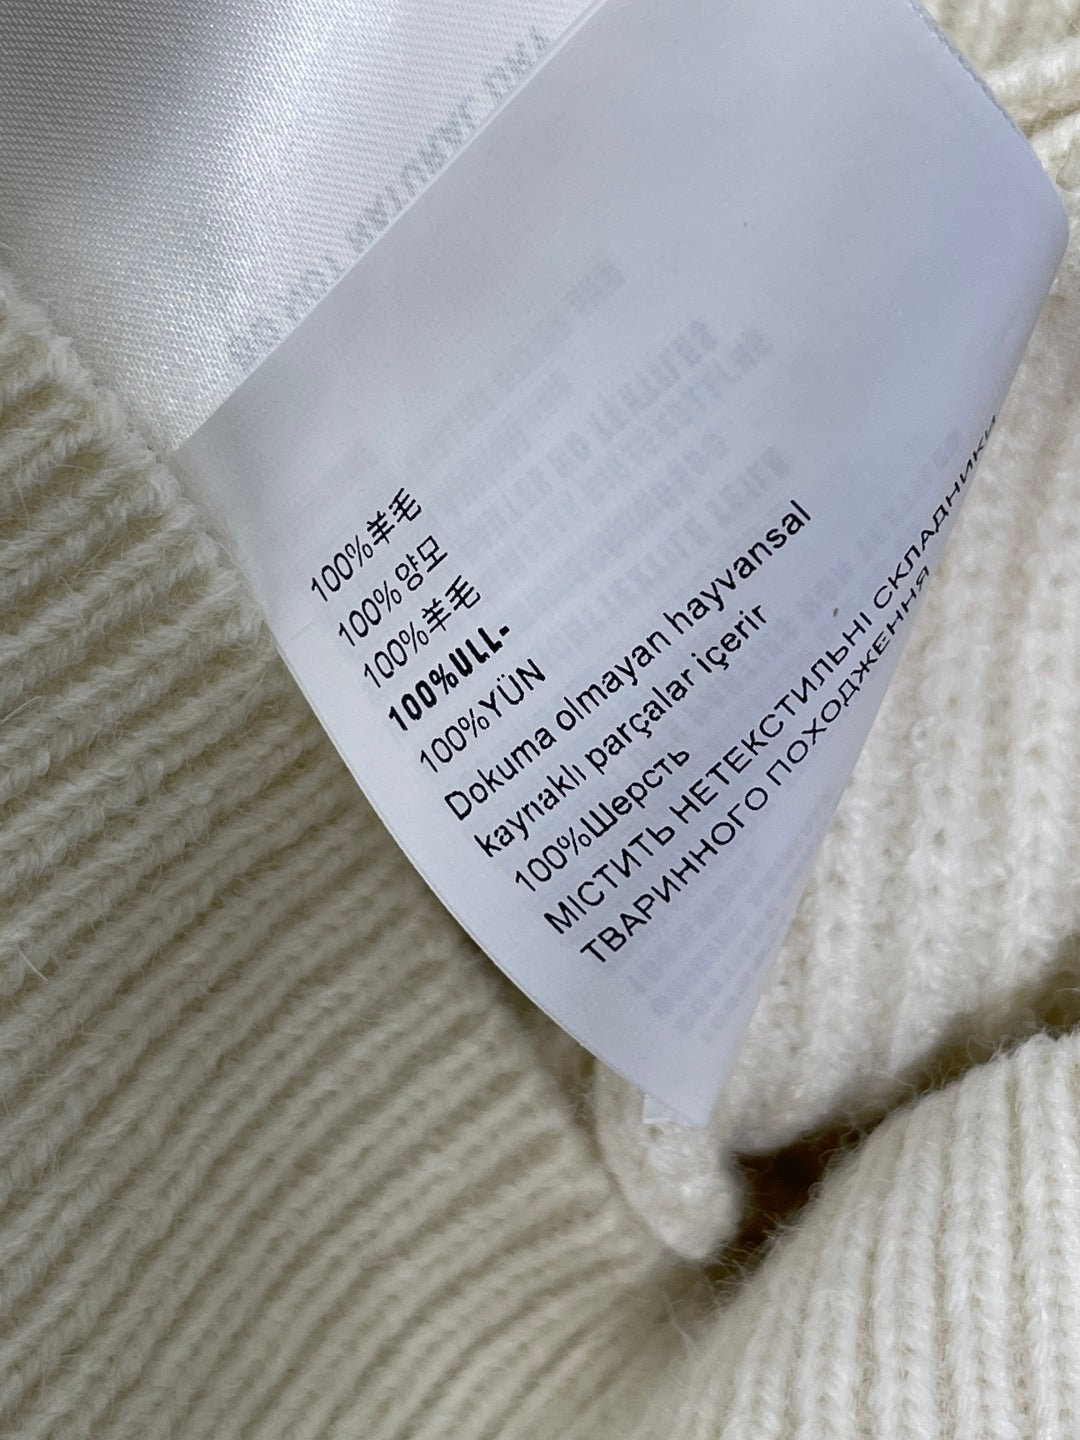 100%羊毛
100%양모
100%羊毛
100%ULL-
100%YÜN
Dokuma olmayan hayvansal
kaynaklı parçalar içerir
100%Шерсть
МІСТИТЬ НЕТЕКСТИЛЬНІ СКЛАДНИКИ
ТВАРИННОГО ПОХОДЖЕННЯ